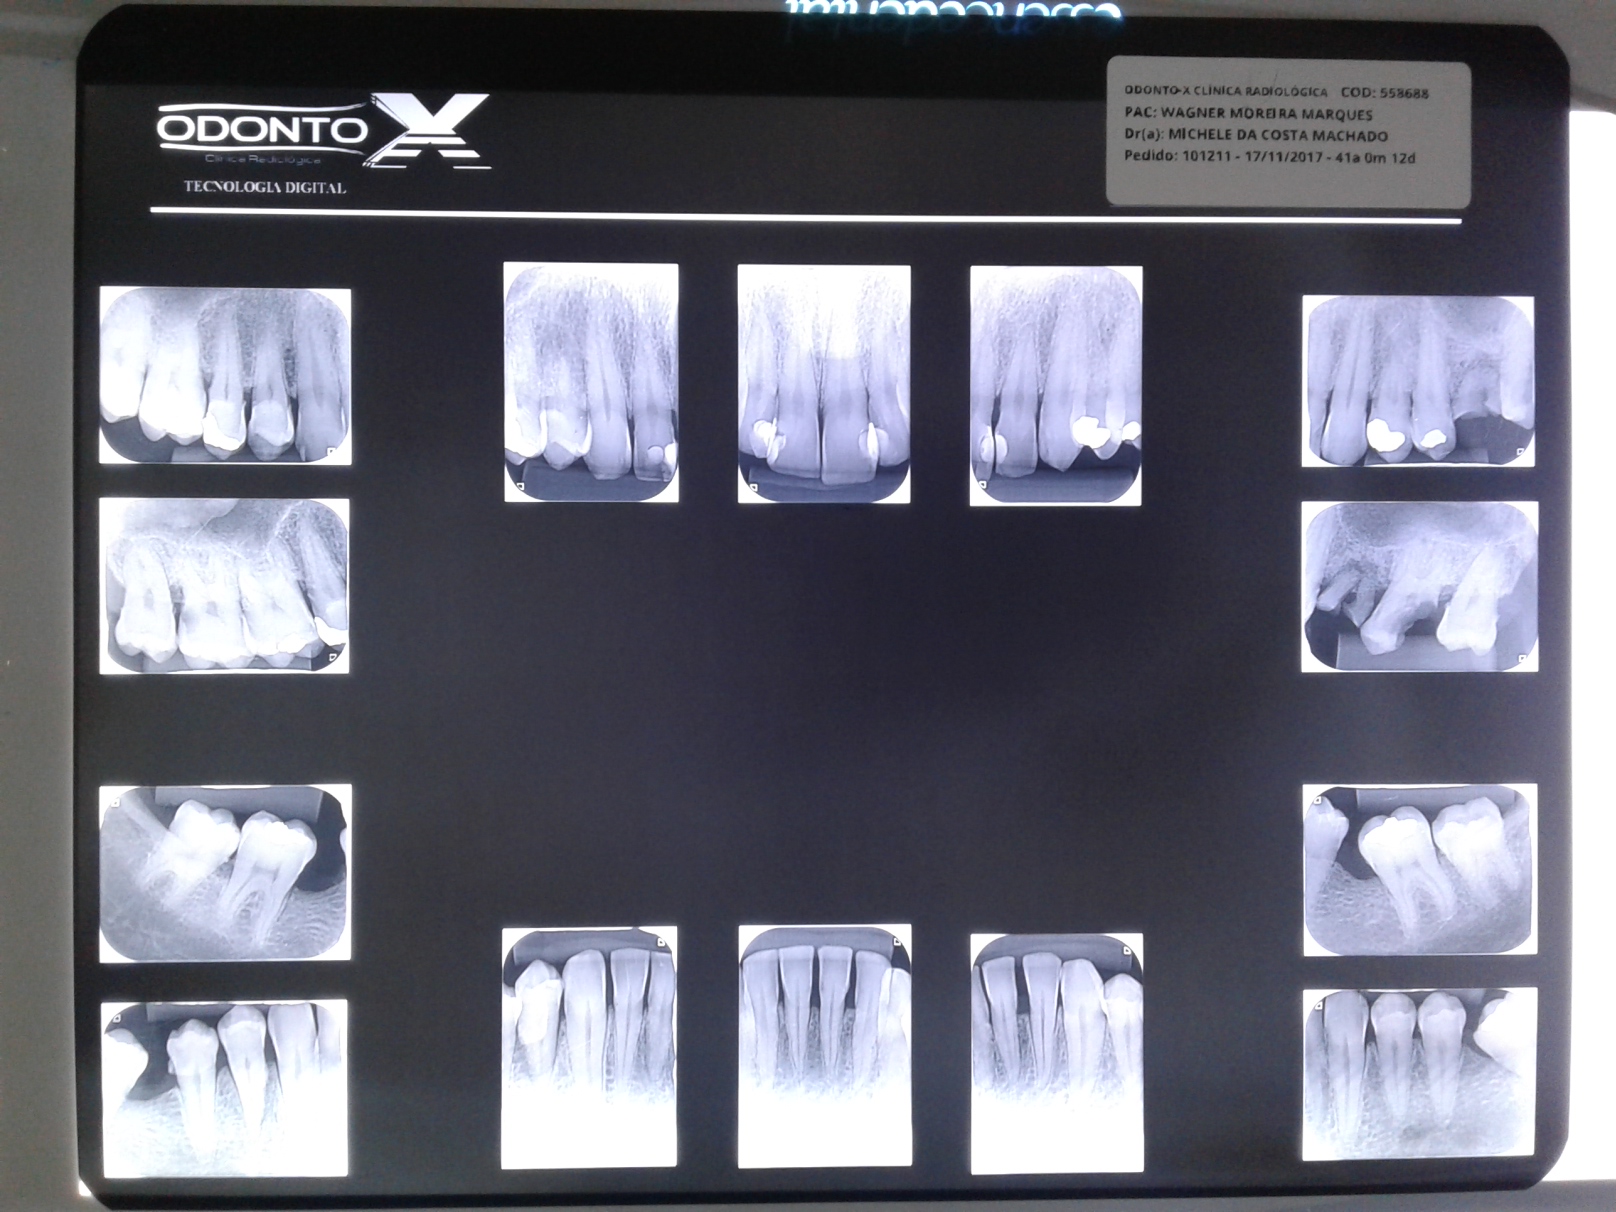 ODONTO X
Clínica Radiológica
TECNOLOGIA DIGITAL
ODONTO-X CLÍNICA RADIOLÓGICA COD: 558688
PAC: WAGNER MOREIRA MARQUES
Dr(a): MICHELE DA COSTA MACHADO
Pedido: 101211 - 17/11/2017 - 41a 0m 12d